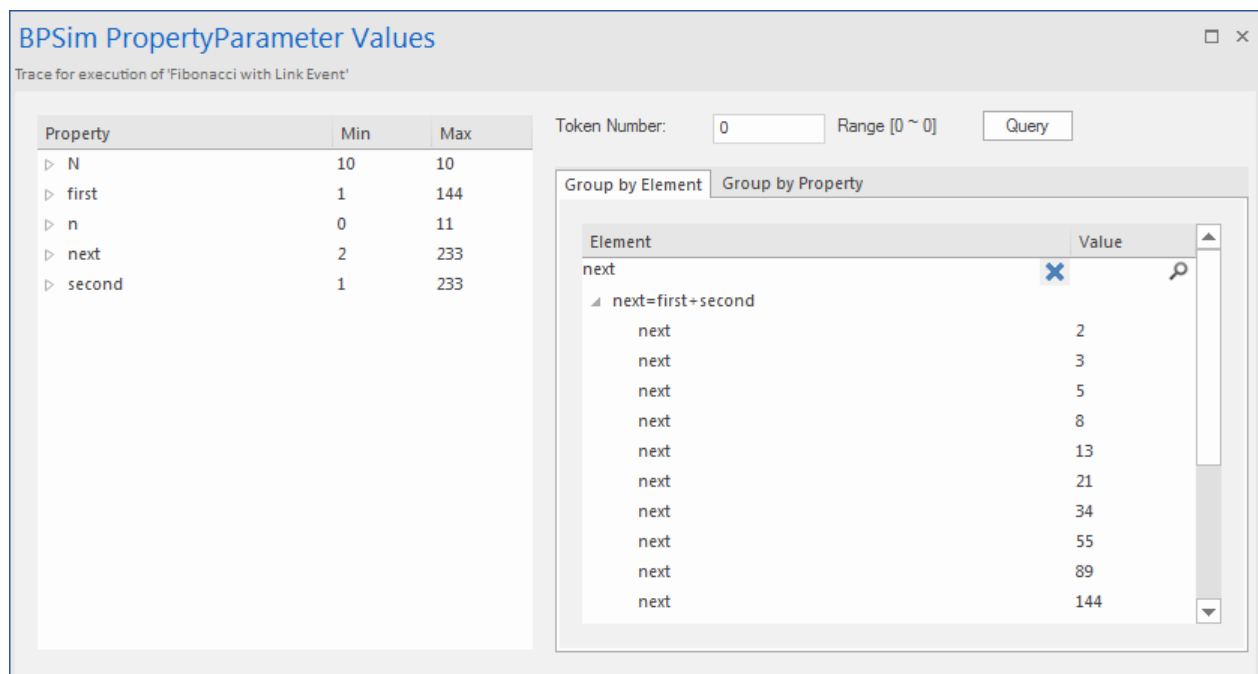 BPSim PropertyParameter Values
Trace for execution of 'Fibonacci with Link Event'
Property Min Max
N 10 10
first 1 144
n 0 11
next 2 233
second 1 233
Token Number: 0 Range [0 ~ 0] Query
Group by Element Group by Property
Element Value
next
next=first+second
next 2
next 3
next 5
next 8
next 13
next 21
next 34
next 55
next 89
next 144